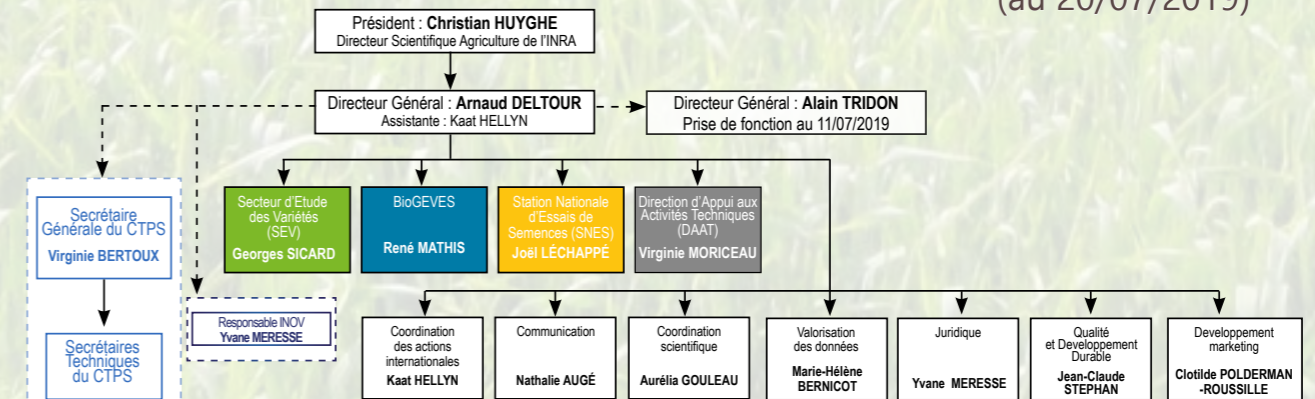 (au 20/07/2019)
Président : Christian HUYGHE
Directeur Scientifique Agriculture de l'INRA
Directeur Général : Arnaud DELTOUR
Assistante : Kaat HELLYN
Directeur Général : Alain TRIDON
Prise de fonction au 11/07/2019
Secrétaire
Générale du CTPS
Virginie BERTOUX
Secrétaires
Techniques
du CTPS
Responsable INOV
Yvane MERESSE
Secteur d'Etude
des Variétés
(SEV)
Georges SICARD
BioGEVES
René MATHIS
Station Nationale
d'Essais de
Semences (SNES)
Joël LÉCHAPPÉ
Direction d'Appui aux
Activités Techniques
(DAAT)
Virginie MORICEAU
Coordination
des actions
internationales
Kaat HELLYN
Communication
Nathalie AUGÉ
Coordination
scientifique
Aurélia GOULEAU
Valorisation
des données
Marie-Hélène
BERNICOT
Juridique
Yvane MERESSE
Qualité
et Developpement
Durable
Jean-Claude
STEPHAN
Developpement
marketing
Clotilde POLDERMAN
-ROUSSILLE